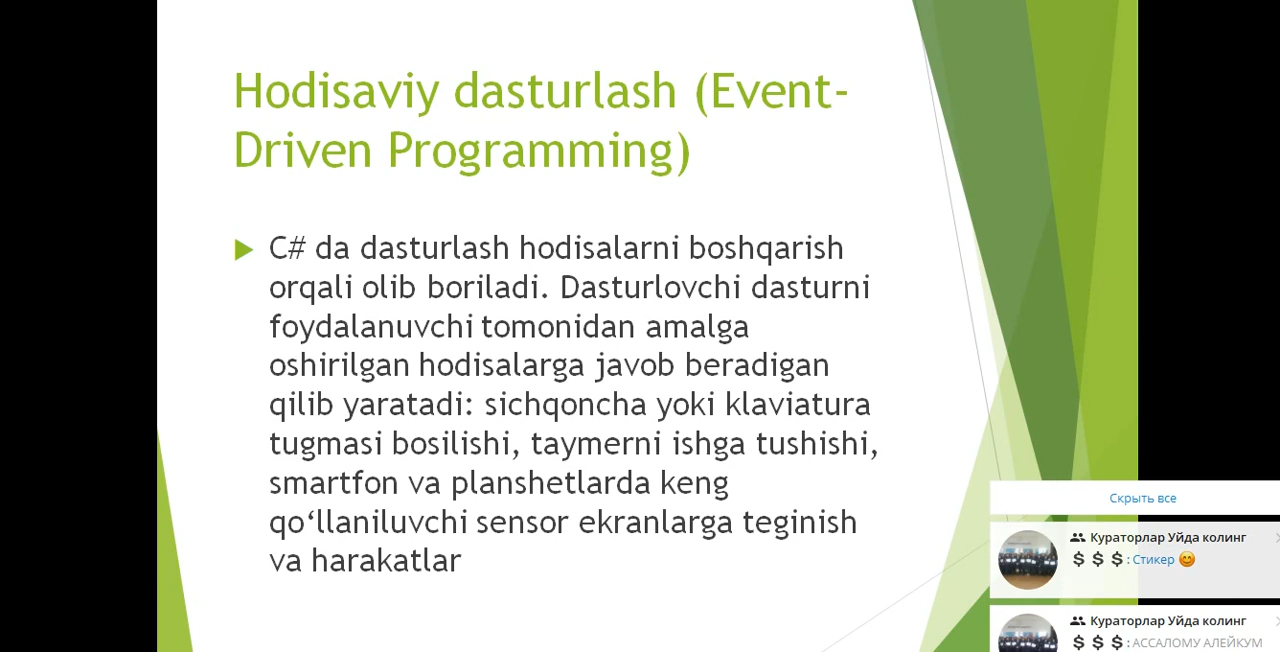 Hodisaviy dasturlash (Event-
Driven Programming)
C# da dasturlash hodisalarni boshqarish
orqali olib boriladi. Dasturlovchi dasturni
foydalanuvchi tomonidan amalga
oshirilgan hodisalarga javob beradigan
qilib yaratadi: sichqoncha yoki klaviatura
tugmasi bosilishi, taymerni ishga tushishi,
smartfon va planshetlarda keng
qo‘llaniluvchi sensor ekranlarga teginish
va harakatlar
Скрыть все
Кураторлар Уйда колинг
$ $ $ : Стикер 😊
Кураторлар Уйда колинг
$ $ $ : АССАЛОМУ АЛЕЙКУМ